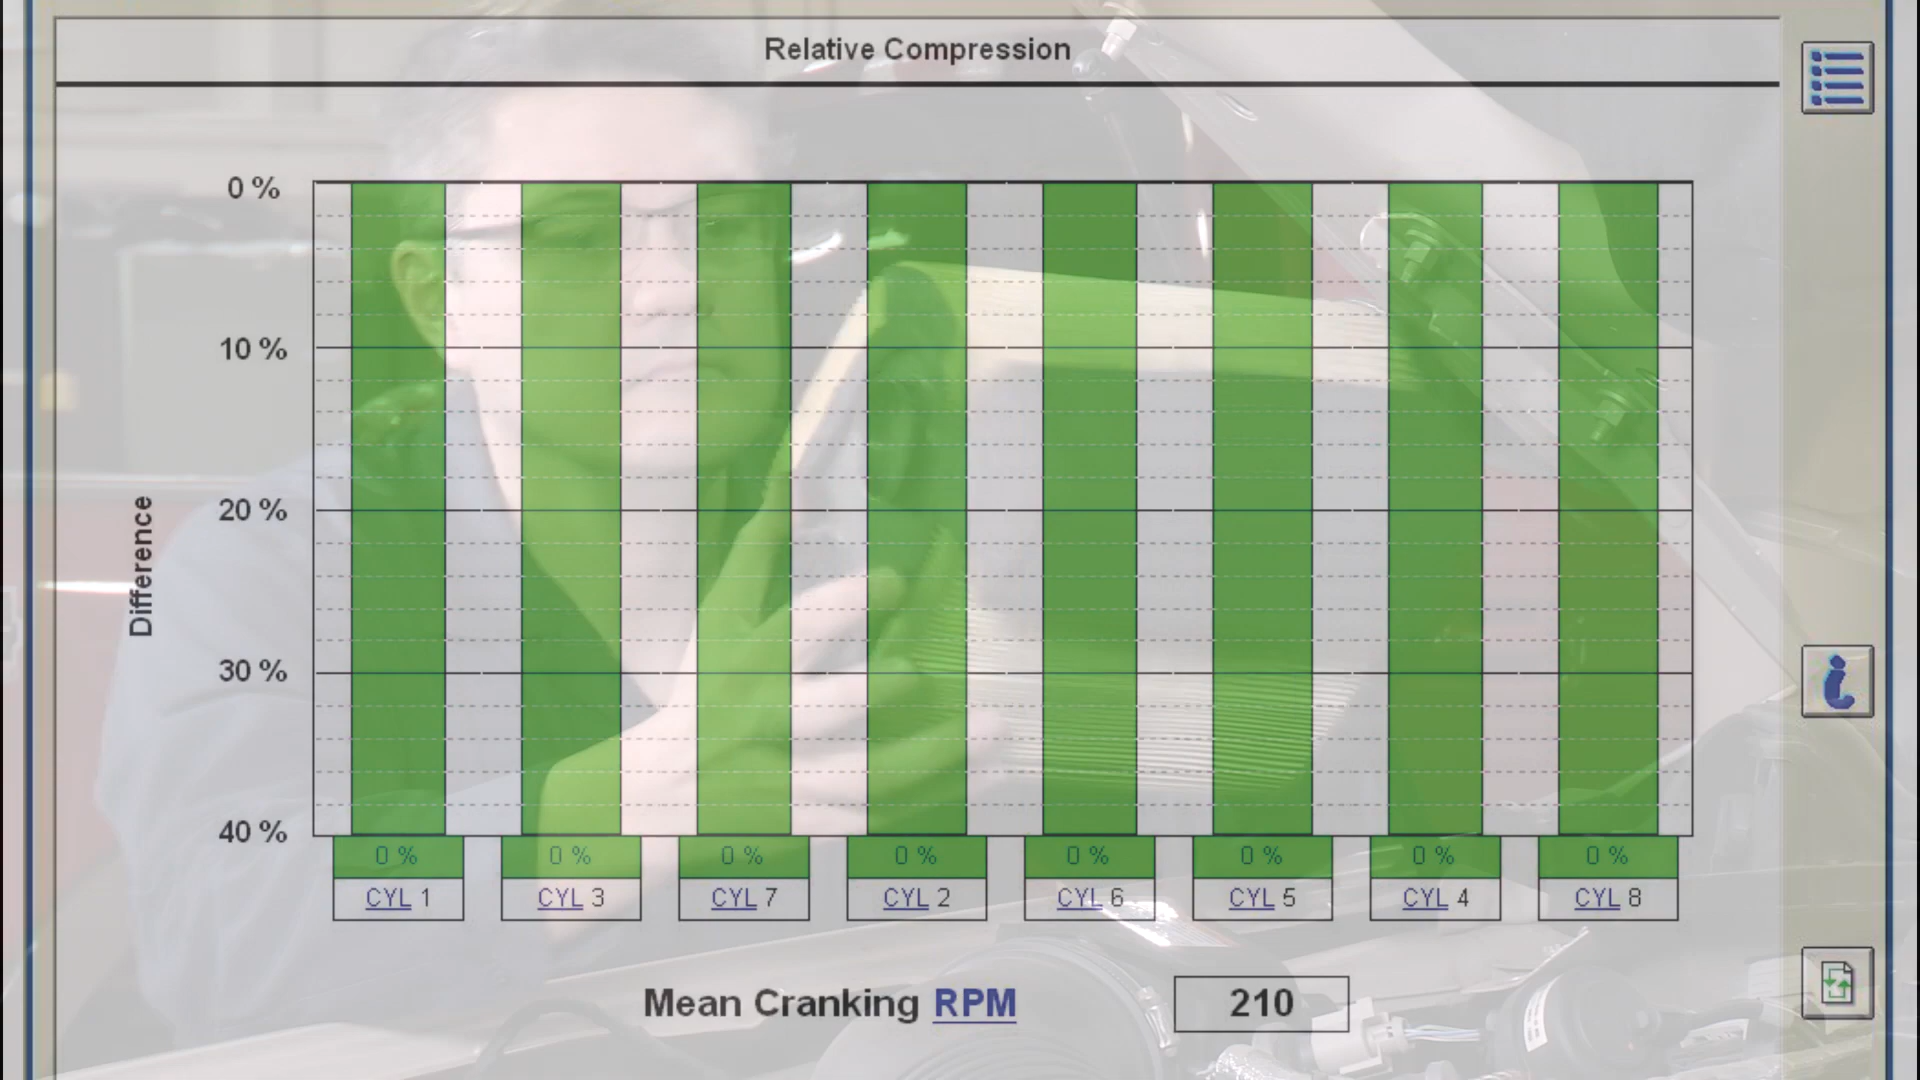 Relative Compression
0 %
10 %
20 %
30 %
40 %
Difference
0 % 0 % 0 % 0 % 0 % 0 % 0 % 0 %
CYL 1 CYL 3 CYL 7 CYL 2 CYL 6 CYL 5 CYL 4 CYL 8
Mean Cranking RPM 210